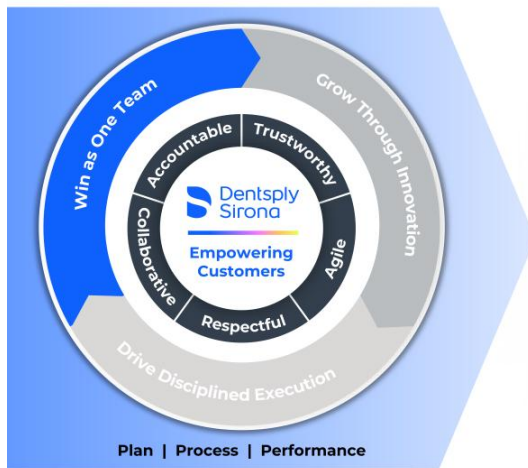 Win as One Team
Grow Through Innovation
Drive Disciplined Execution
Accountable
Trustworthy
Agile
Respectful
Collaborative
Dentsply
Sirona
Empowering
Customers
Plan | Process | Performance